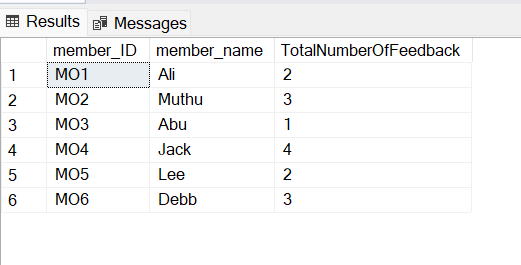 Results Messages
member_ID member_name TotalNumberOfFeedback
1 MO1 Ali 2
2 MO2 Muthu 3
3 MO3 Abu 1
4 MO4 Jack 4
5 MO5 Lee 2
6 MO6 Debb 3